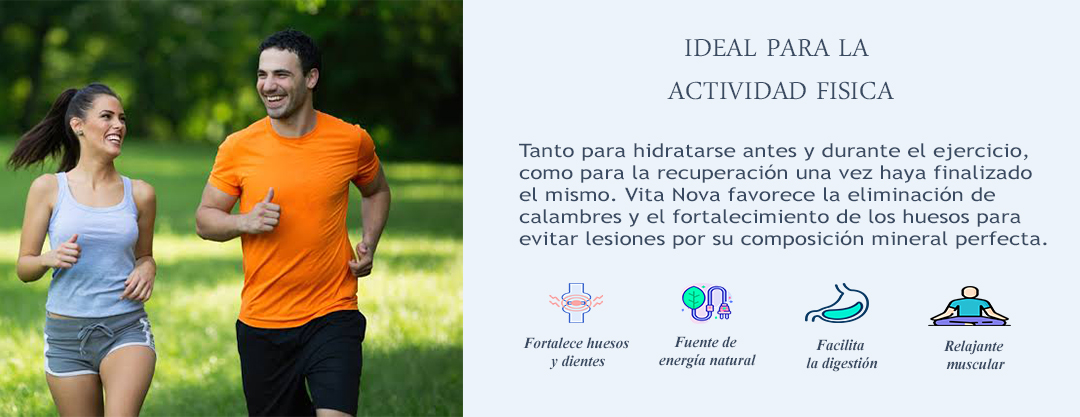 IDEAL PARA LA
ACTIVIDAD FISICA
Tanto para hidratarse antes y durante el ejercicio,
como para la recuperación una vez haya finalizado
el mismo. Vita Nova favorece la eliminación de
calambres y el fortalecimiento de los huesos para
evitar lesiones por su composición mineral perfecta.
Fortalece huesos
y dientes
Fuente de
energía natural
Facilita
la digestión
Relajante
muscular